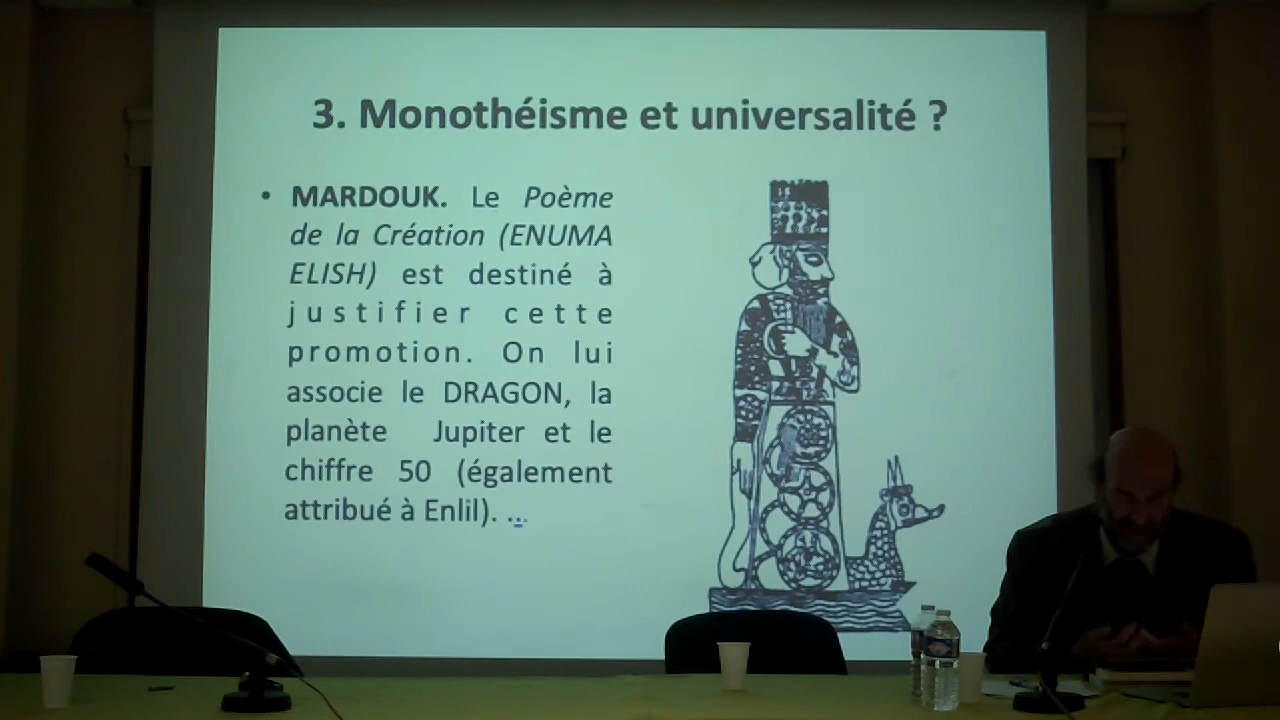 3. Monothéisme et universalité ?
• MARDOUK. Le Poème
de la Création (ENUMA
ELISH) est destiné à
justifier cette
promotion. On lui
associe le DRAGON, la
planète Jupiter et le
chiffre 50 (également
attribué à Enlil). ...